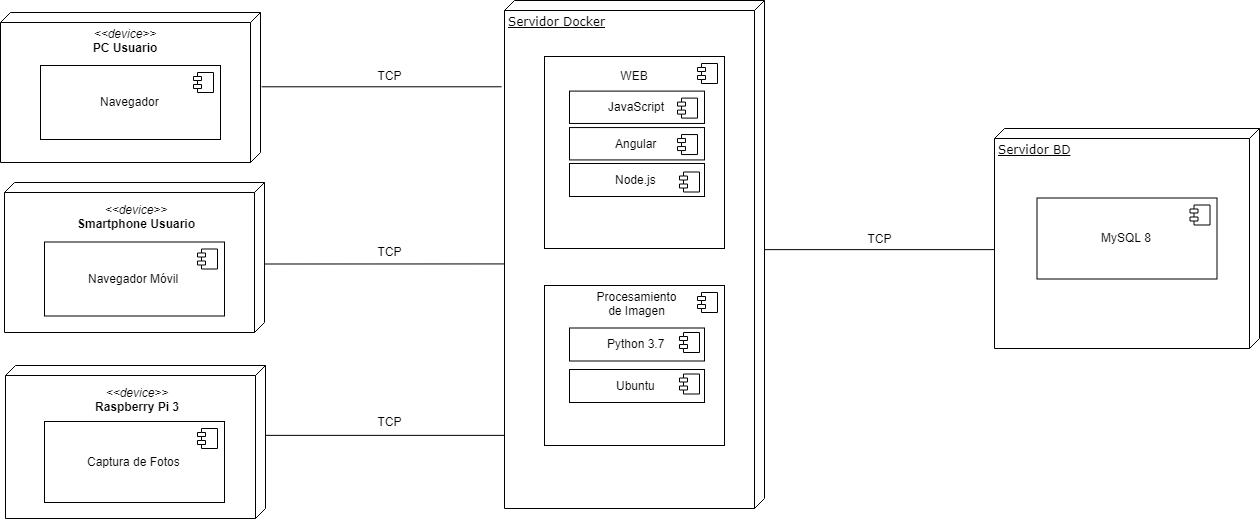 <<device>>
PC Usuario
Navegador
TCP
<<device>>
Smartphone Usuario
Navegador Móvil
TCP
<<device>>
Raspberry Pi 3
Captura de Fotos
TCP
Servidor Docker
WEB
JavaScript
Angular
Node.js
Procesamiento
de Imagen
Python 3.7
Ubuntu
TCP
Servidor BD
MySQL 8